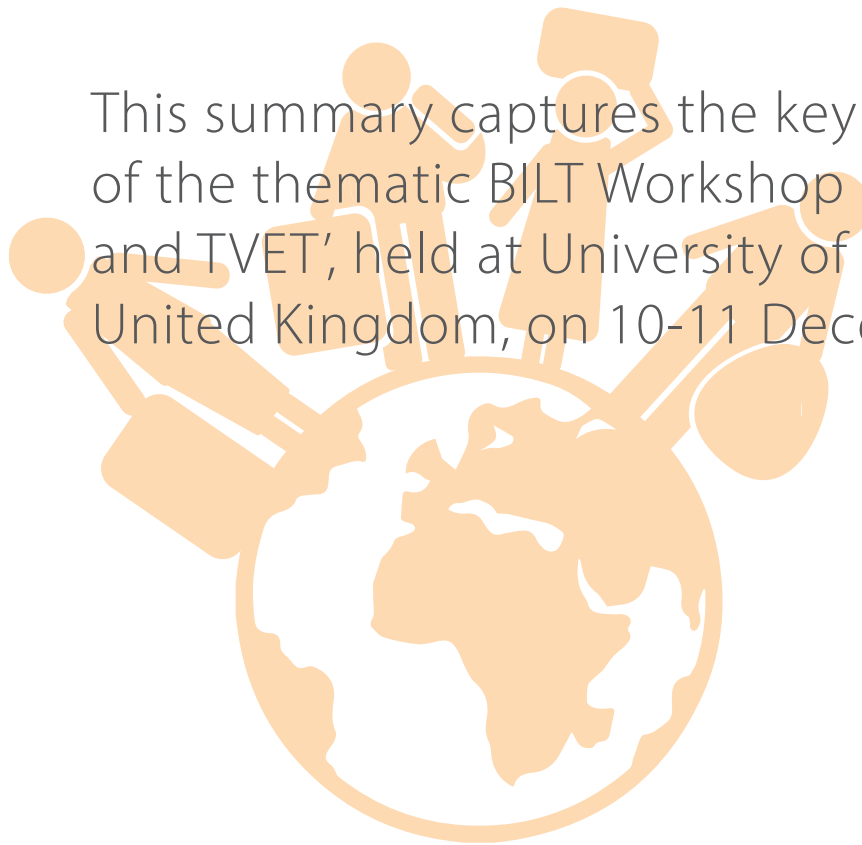 This summary captures the key
of the thematic BILT Workshop
and TVET’, held at University of
United Kingdom, on 10-11